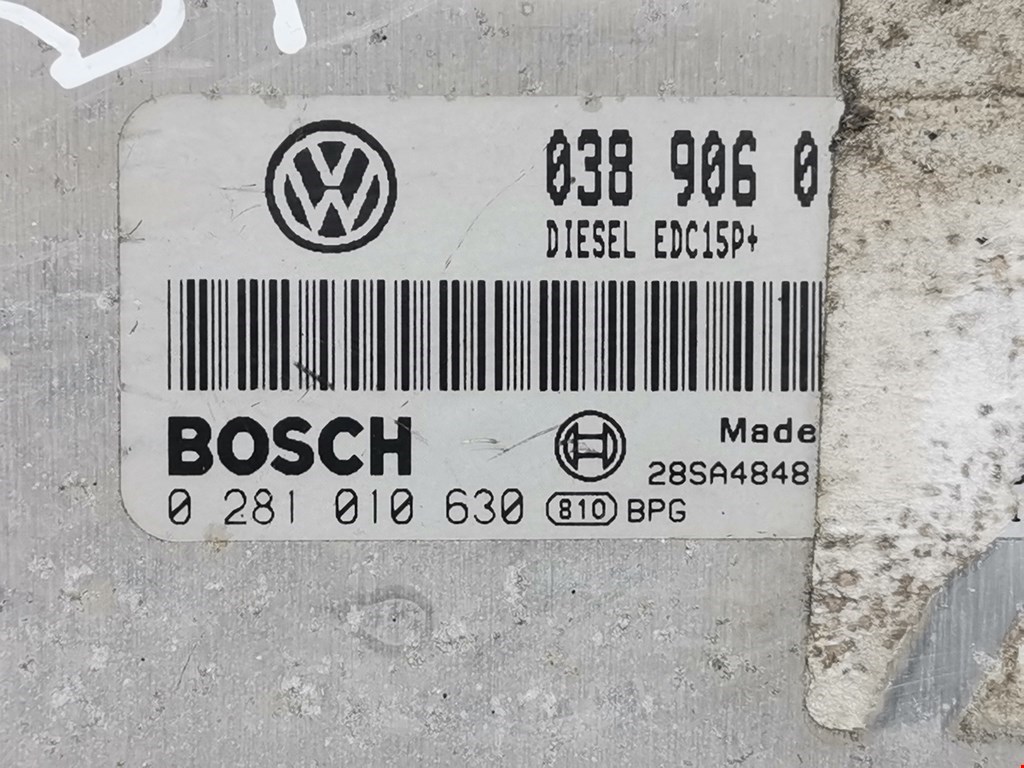 038 906 0
DIESEL EDC15P+
BOSCH
Made
28SA4848
0 281 010 630 810 BPG